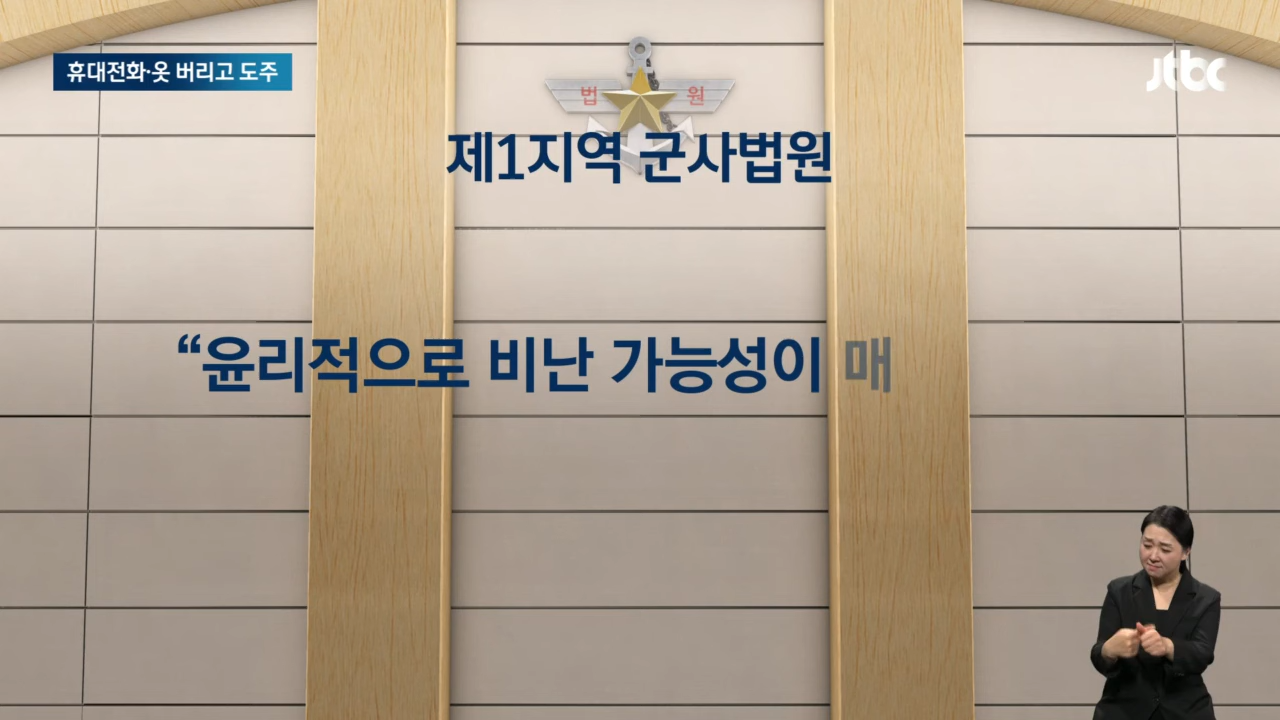 휴대전화·옷 버리고 도주
jtbc
법 원
제1지역 군사법원
“윤리적으로 비난 가능성이 매